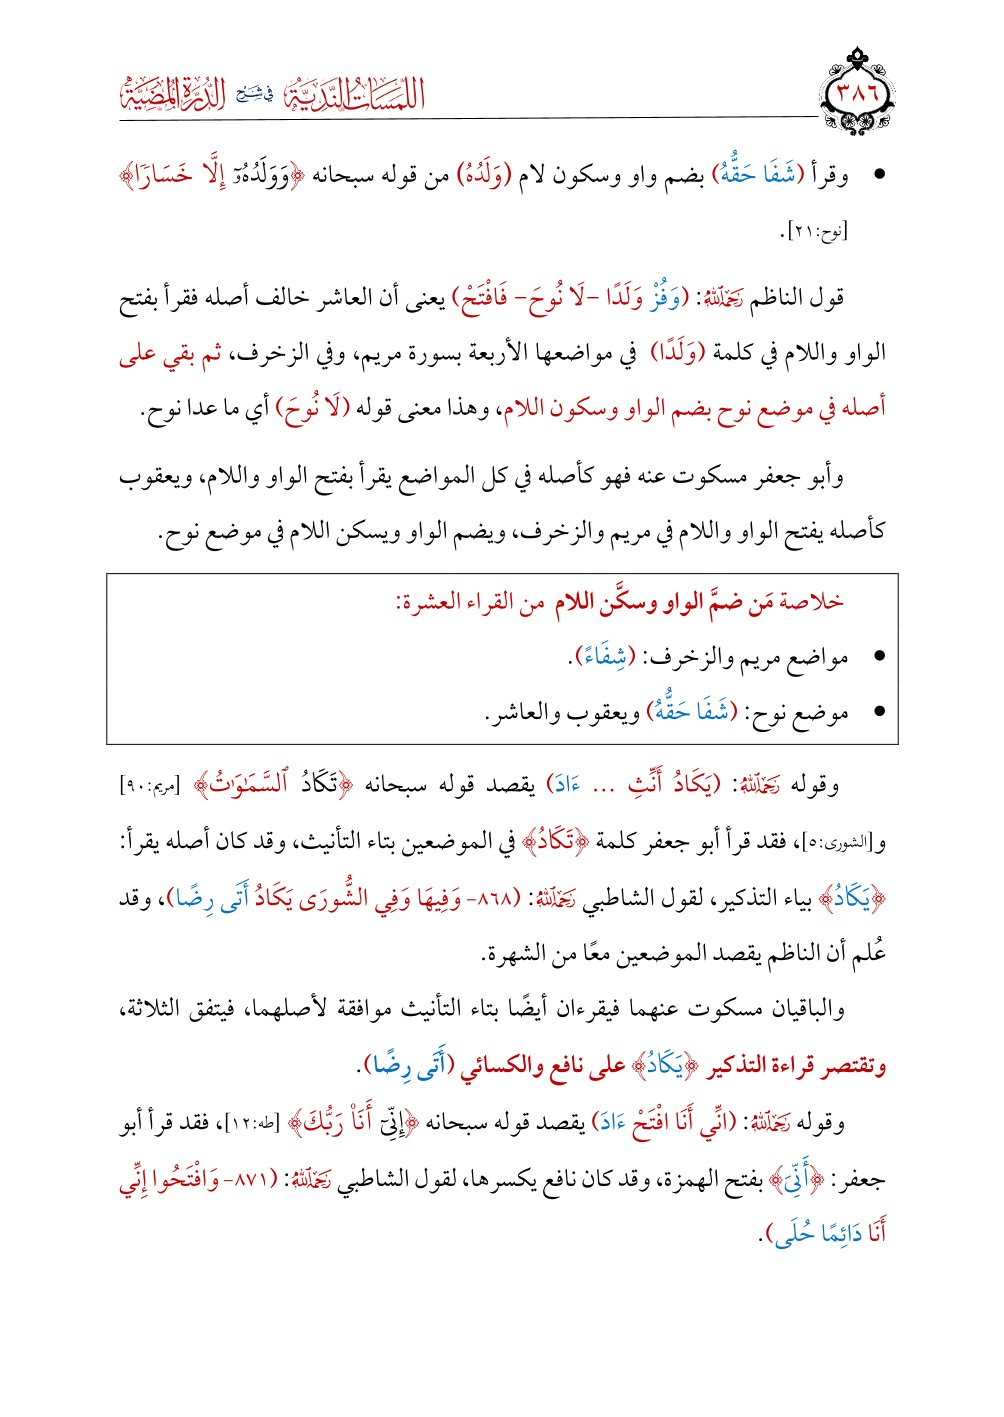 ٣٨٦
اللمسات الندية في شرح الدرة المضية
• وقرأ (شَفَا حَقُّهُ) بضم واو وسكون لام (وَلَدُهُ) من قوله سبحانه ﴿وَوَلَدُهُۥٓ إِلَّا خَسَارًا﴾
[نوح:٢١].
قول الناظم رَحِمَهُ اللَّهُ: (وَفُزْ وَلَدًا -لَا نُوحَ- فَافْتَحْ) يعنى أن العاشر خالف أصله فقرأ بفتح
الواو واللام في كلمة (وَلَدًا) في مواضعها الأربعة بسورة مريم، وفي الزخرف، ثم بقي على
أصله في موضع نوح بضم الواو وسكون اللام، وهذا معنى قوله (لَا نُوحَ) أي ما عدا نوح.
وأبو جعفر مسكوت عنه فهو كأصله في كل المواضع يقرأ بفتح الواو واللام، ويعقوب
كأصله يفتح الواو واللام في مريم والزخرف، ويضم الواو ويسكن اللام في موضع نوح.
خلاصة مَن ضمَّ الواو وسكَّن اللام من القراء العشرة:
• مواضع مريم والزخرف: (شِفَاءً).
• موضع نوح: (شَفَا حَقُّهُ) ويعقوب والعاشر.
وقوله رَحِمَهُ اللَّهُ: (يَكَادُ أَنِّثِ ... ءَادَ) يقصد قوله سبحانه ﴿تَكَادُ ٱلسَّمَٰوَٰتُ﴾ [مريم:٩٠]
و[الشورى:٥]، فقد قرأ أبو جعفر كلمة ﴿تَكَادُ﴾ في الموضعين بتاء التأنيث، وقد كان أصله يقرأ:
﴿يَكَادُ﴾ بياء التذكير، لقول الشاطبي رَحِمَهُ اللَّهُ: (٨٦٨- وَفِيهَا وَفِي الشُّورَى يَكَادُ أَتَى رِضًا)، وقد
عُلم أن الناظم يقصد الموضعين معًا من الشهرة.
والباقيان مسكوت عنهما فيقرءان أيضًا بتاء التأنيث موافقة لأصلهما، فيتفق الثلاثة،
وتقتصر قراءة التذكير ﴿يَكَادُ﴾ على نافع والكسائي (أَتَى رِضًا).
وقوله رَحِمَهُ اللَّهُ: (انِّي أَنَا افْتَحْ ءَادَ) يقصد قوله سبحانه ﴿إِنِّيٓ أَنَا۠ رَبُّكَ﴾ [طه:١٢]، فقد قرأ أبو
جعفر: ﴿أَنِّيَ﴾ بفتح الهمزة، وقد كان نافع يكسرها، لقول الشاطبي رَحِمَهُ اللَّهُ: (٨٧١- وَافْتَحُوا إِنِّي
أَنَا دَائِمًا حُلَى).